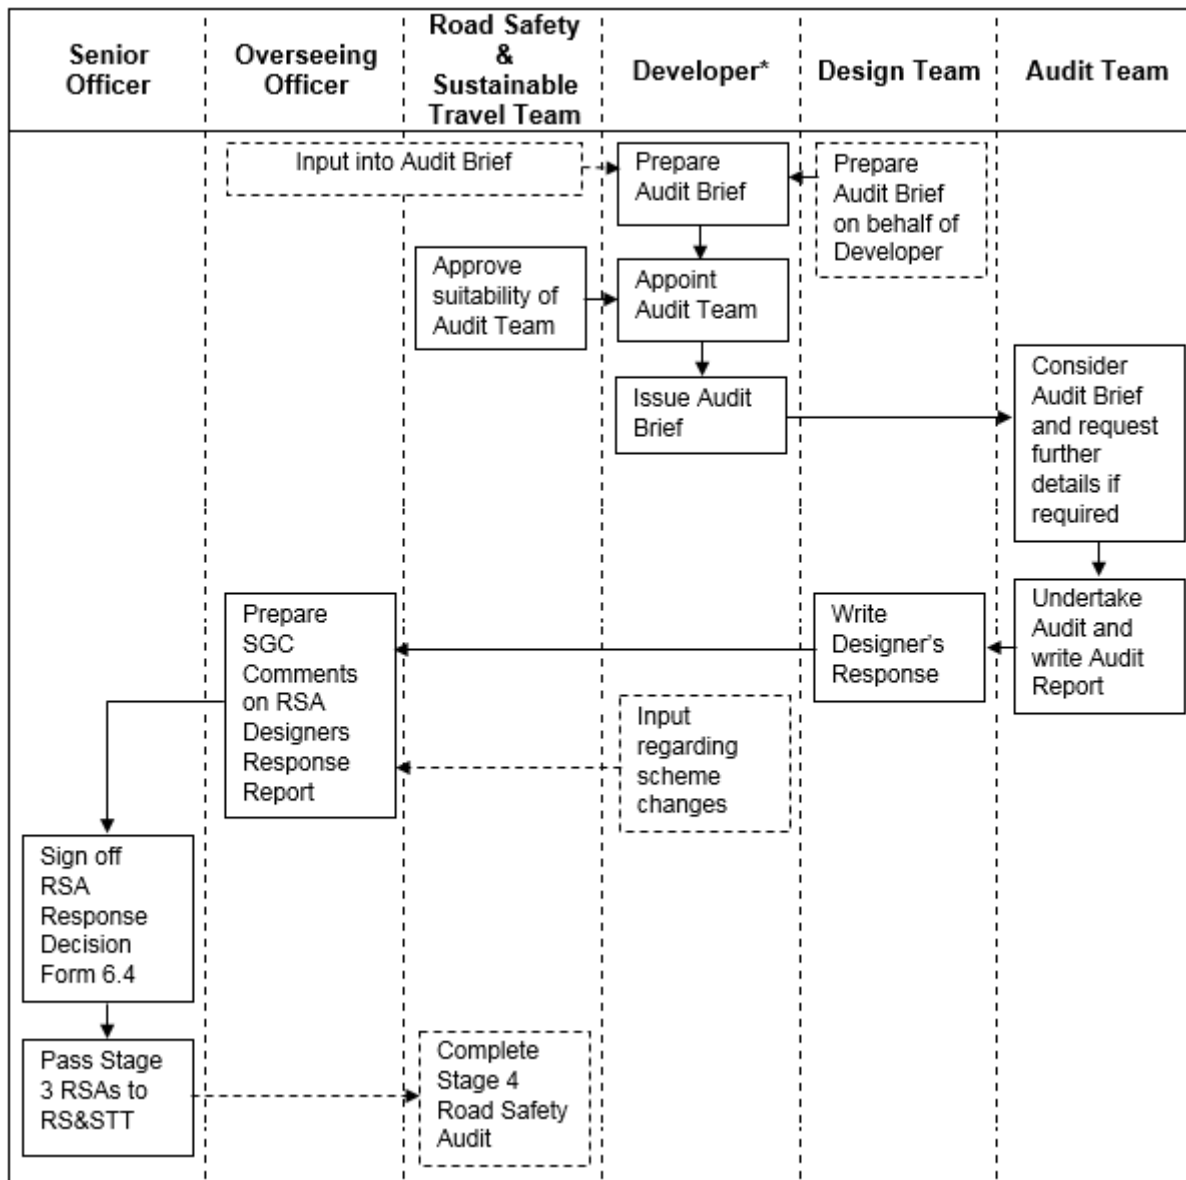 Senior
Officer
Overseeing
Officer
Road Safety
&
Sustainable
Travel Team
Developer*
Design Team
Audit Team
Input into Audit Brief
Prepare
Audit Brief
Prepare
Audit Brief
on behalf of
Developer
Approve
suitability of
Audit Team
Appoint
Audit Team
Issue Audit
Brief
Consider
Audit Brief
and request
further
details if
required
Undertake
Audit and
write Audit
Report
Write
Designer's
Response
Prepare
SGC
Comments
on RSA
Designers
Response
Report
Input
regarding
scheme
changes
Sign off
RSA
Response
Decision
Form 6.4
Pass Stage
3 RSAs to
RS&STT
Complete
Stage 4
Road Safety
Audit